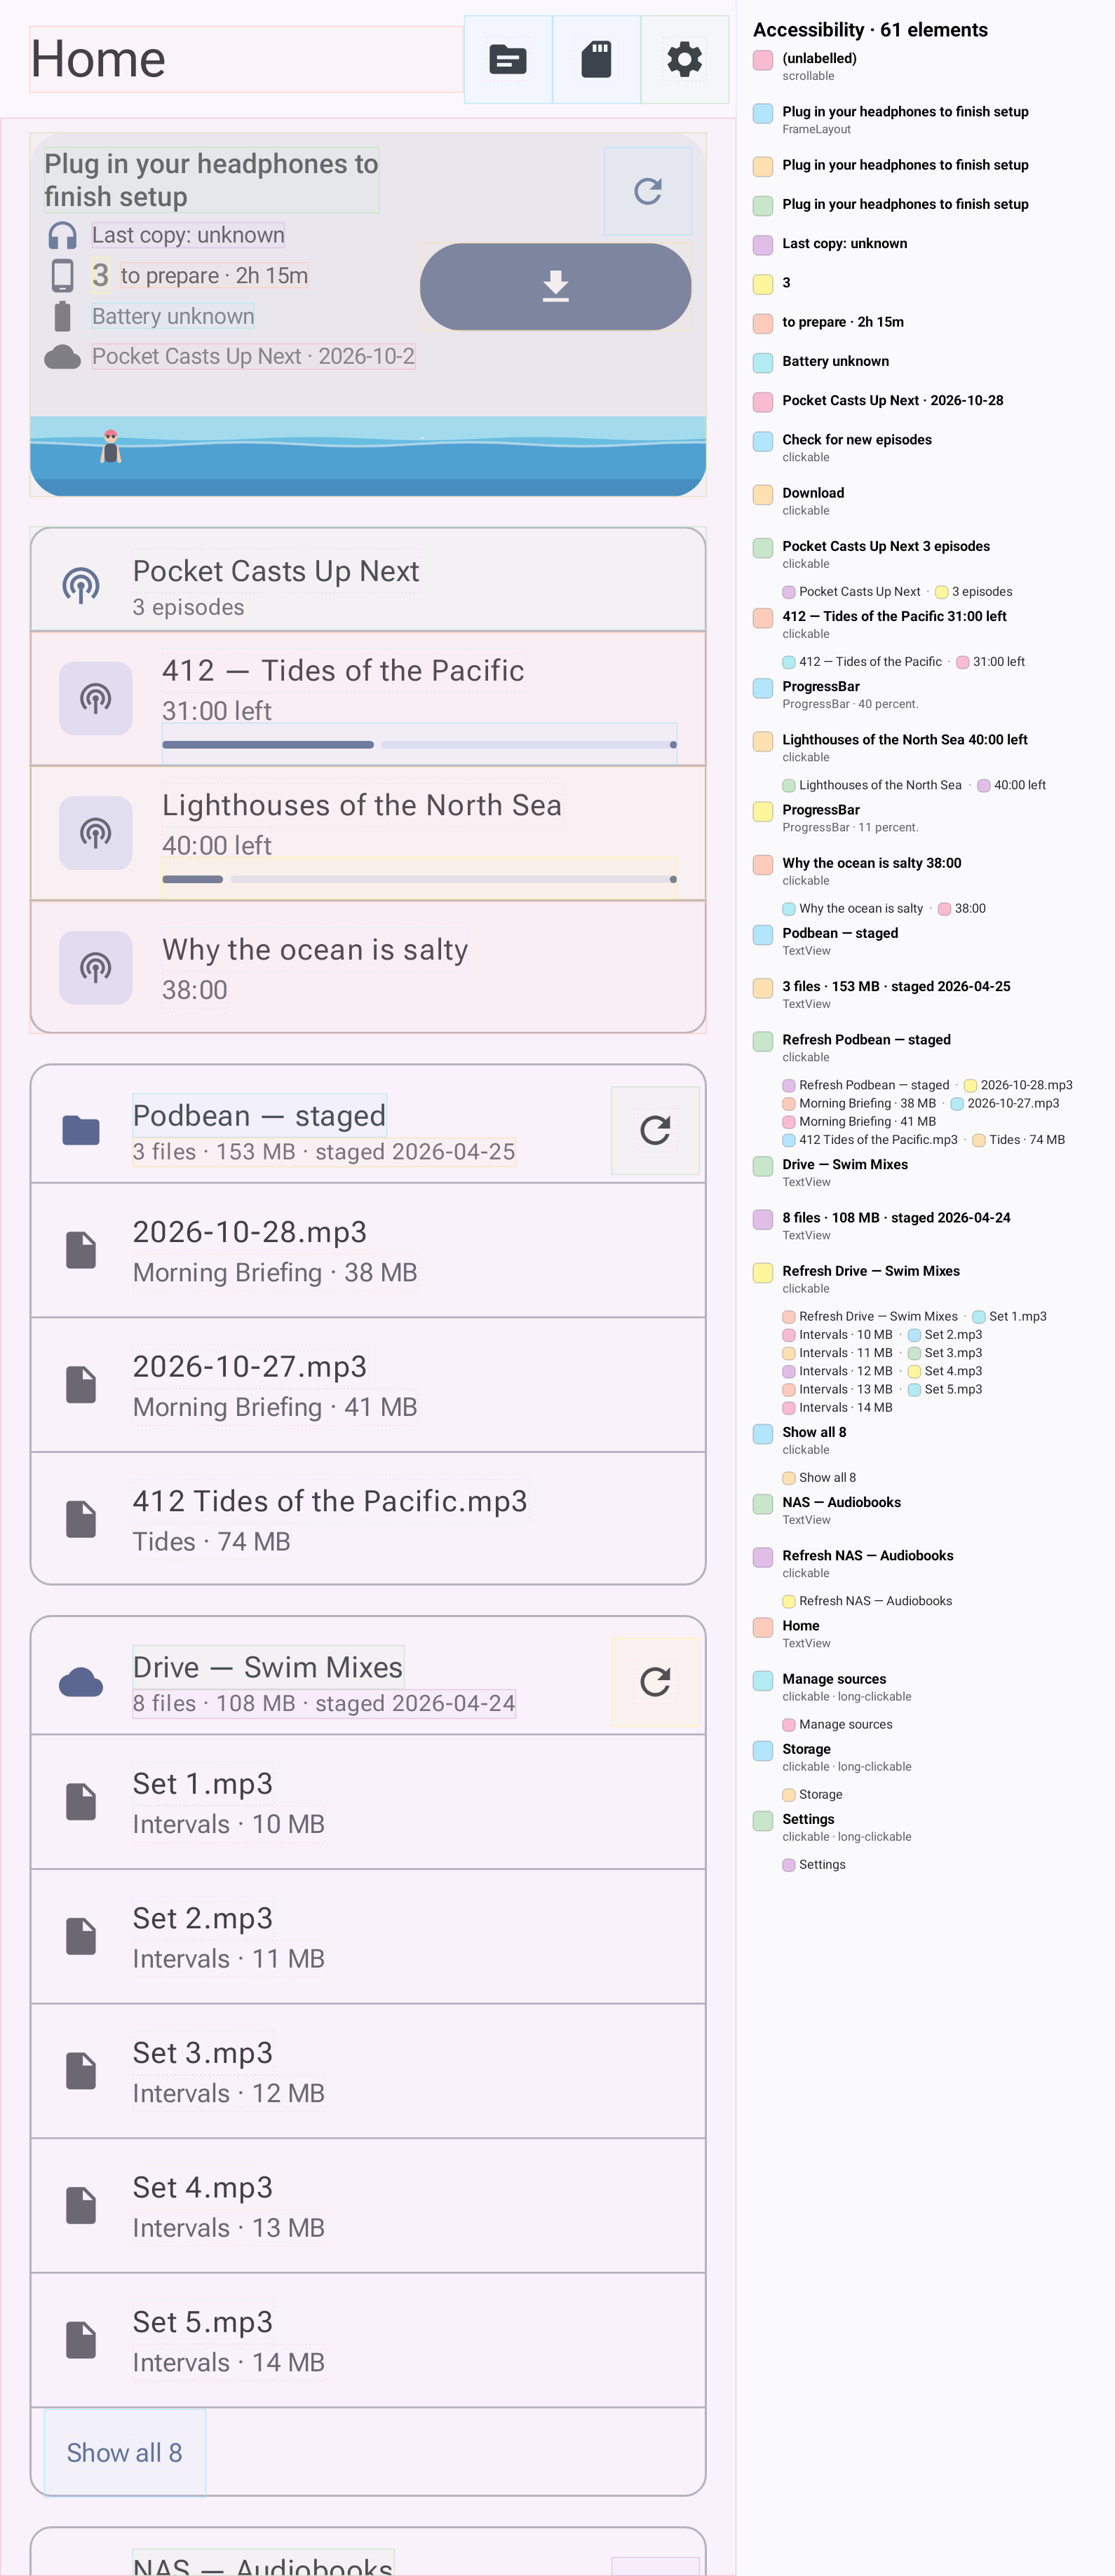 Home
Plug in your headphones to
finish setup
Last copy: unknown
3 to prepare · 2h 15m
Battery unknown
Pocket Casts Up Next · 2026-10-2
Pocket Casts Up Next
3 episodes
412 — Tides of the Pacific
31:00 left
Lighthouses of the North Sea
40:00 left
Why the ocean is salty
38:00
Podbean — staged
3 files · 153 MB · staged 2026-04-25
2026-10-28.mp3
Morning Briefing · 38 MB
2026-10-27.mp3
Morning Briefing · 41 MB
412 Tides of the Pacific.mp3
Tides · 74 MB
Drive — Swim Mixes
8 files · 108 MB · staged 2026-04-24
Set 1.mp3
Intervals · 10 MB
Set 2.mp3
Intervals · 11 MB
Set 3.mp3
Intervals · 12 MB
Set 4.mp3
Intervals · 13 MB
Set 5.mp3
Intervals · 14 MB
Show all 8
NAS — Audiobooks
Accessibility · 61 elements
(unlabelled)
scrollable
Plug in your headphones to finish setup
FrameLayout
Plug in your headphones to finish setup
Plug in your headphones to finish setup
Last copy: unknown
3
to prepare · 2h 15m
Battery unknown
Pocket Casts Up Next · 2026-10-28
Check for new episodes
clickable
Download
clickable
Pocket Casts Up Next 3 episodes
clickable
Pocket Casts Up Next · 3 episodes
412 — Tides of the Pacific 31:00 left
clickable
412 — Tides of the Pacific · 31:00 left
ProgressBar
ProgressBar · 40 percent.
Lighthouses of the North Sea 40:00 left
clickable
Lighthouses of the North Sea · 40:00 left
ProgressBar
ProgressBar · 11 percent.
Why the ocean is salty 38:00
clickable
Why the ocean is salty · 38:00
Podbean — staged
TextView
3 files · 153 MB · staged 2026-04-25
TextView
Refresh Podbean — staged
clickable
Refresh Podbean — staged · 2026-10-28.mp3
Morning Briefing · 38 MB · 2026-10-27.mp3
Morning Briefing · 41 MB
412 Tides of the Pacific.mp3 · Tides · 74 MB
Drive — Swim Mixes
TextView
8 files · 108 MB · staged 2026-04-24
TextView
Refresh Drive — Swim Mixes
clickable
Refresh Drive — Swim Mixes · Set 1.mp3
Intervals · 10 MB · Set 2.mp3
Intervals · 11 MB · Set 3.mp3
Intervals · 12 MB · Set 4.mp3
Intervals · 13 MB · Set 5.mp3
Intervals · 14 MB
Show all 8
clickable
Show all 8
NAS — Audiobooks
TextView
Refresh NAS — Audiobooks
clickable
Refresh NAS — Audiobooks
Home
TextView
Manage sources
clickable · long-clickable
Manage sources
Storage
clickable · long-clickable
Storage
Settings
clickable · long-clickable
Settings